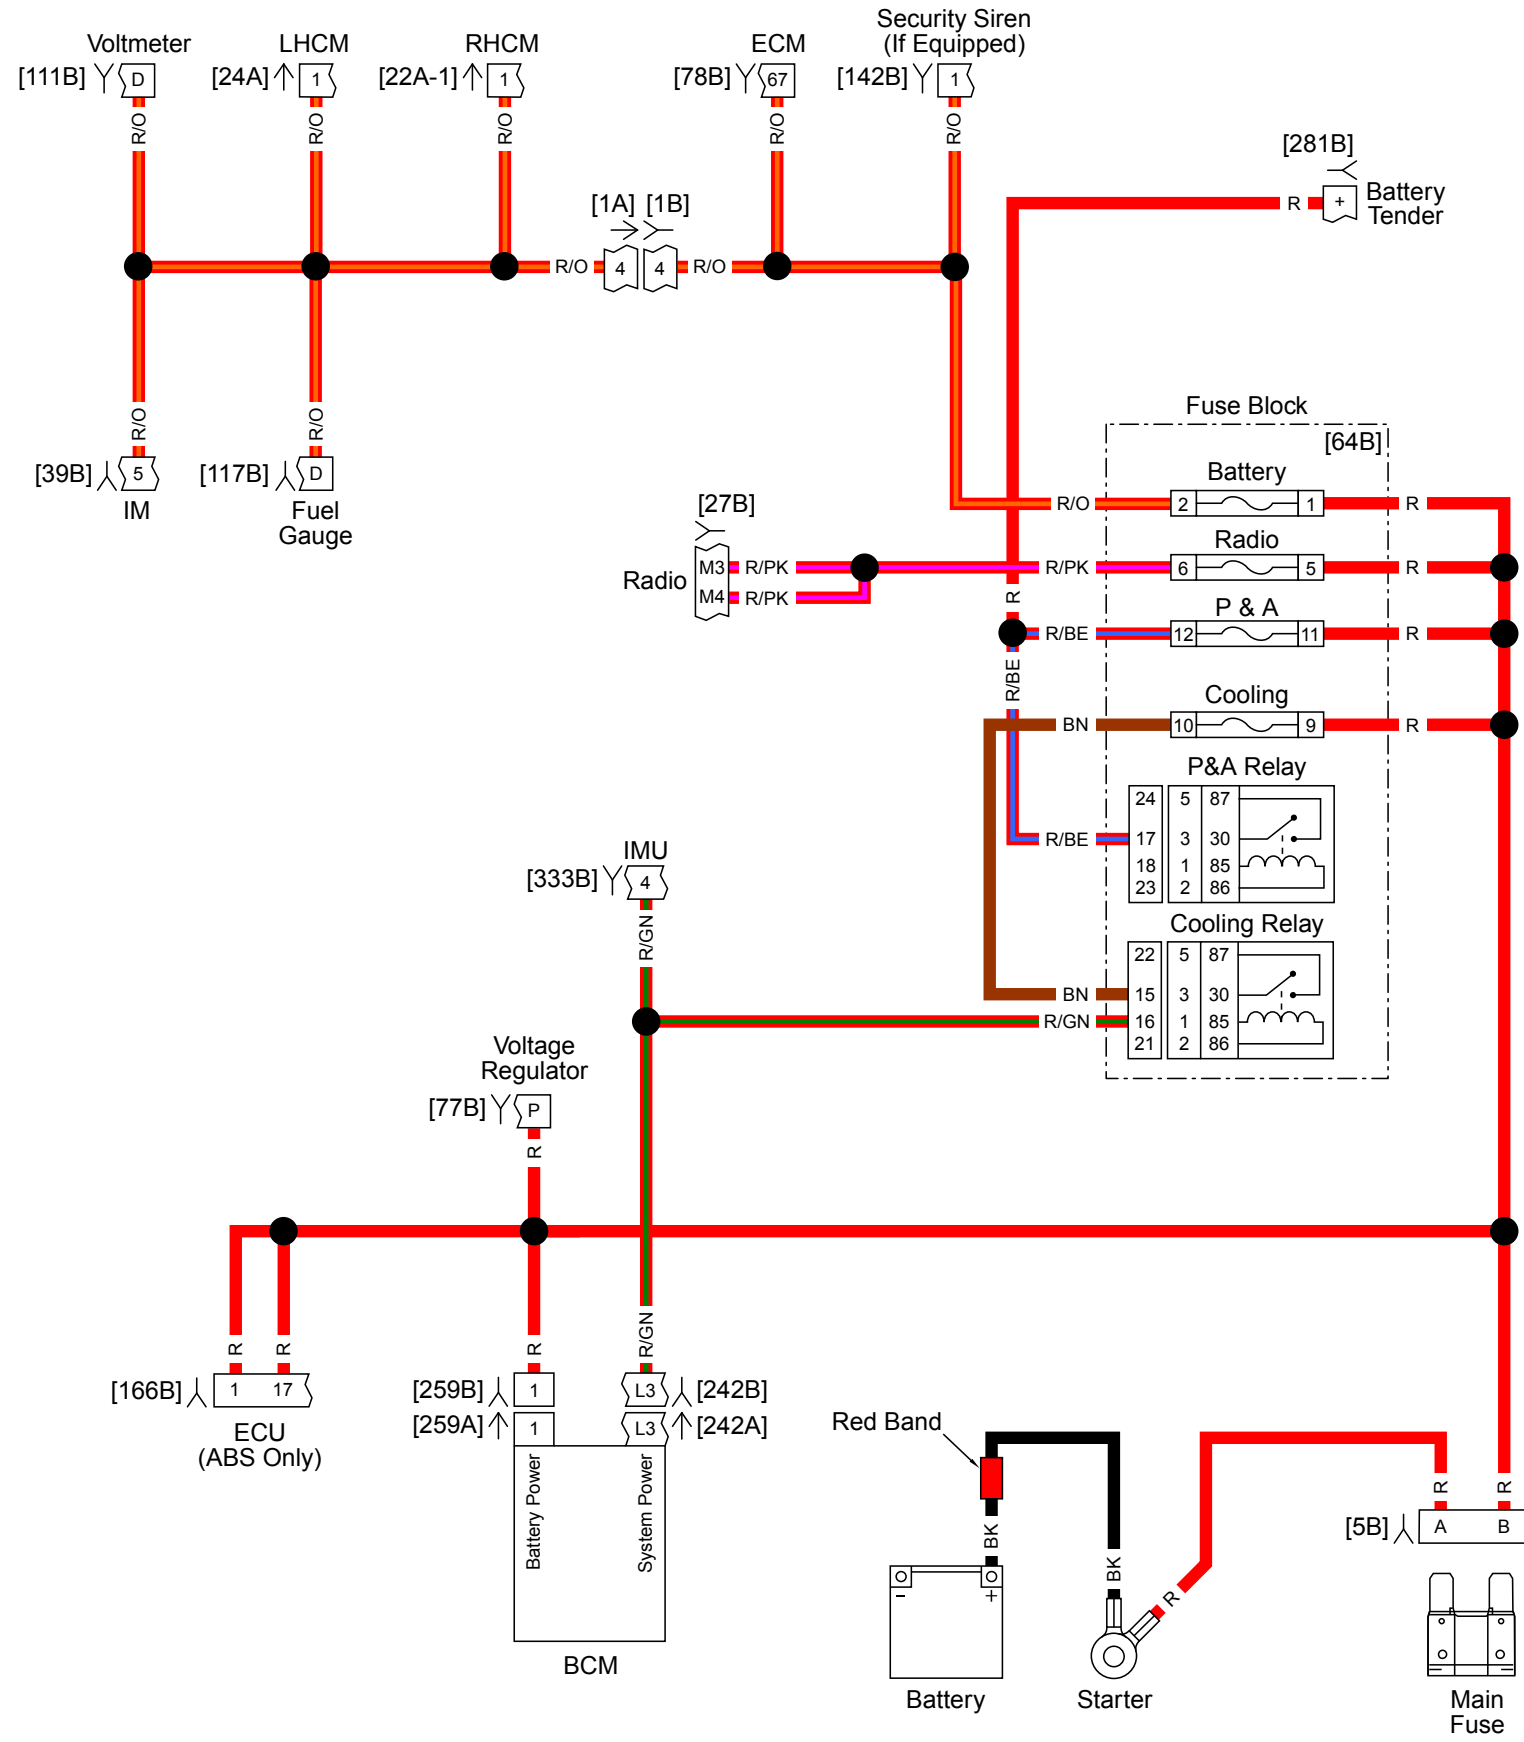 Security Siren
(If Equipped)
Voltmeter
LHCM
RHCM
ECM
[111B] D
[24A] 1
[22A-1] 1
[78B] 67
[142B] 1
R/O
R/O
R/O
R/O
R/O
[281B]
+
Battery
Tender
R
[1A] [1B]
R/O 4 4 R/O
R/O
R/O
[39B] 5
IM
[117B] D
Fuel
Gauge
Fuse Block
[64B]
Battery
R/O 2 1 R
[27B]
Radio
Radio
M3 R/PK
M4 R/PK
R/PK 6 5 R
R
P & A
R/BE 12 11 R
R/BE
Cooling
BN 10 9 R
P&A Relay
24 5 87
R/BE 17 3 30
18 1 85
23 2 86
Cooling Relay
22 5 87
BN 15 3 30
R/GN 16 1 85
21 2 86
IMU
[333B] 4
R/GN
Voltage
Regulator
[77B] P
R
R
R
R
R/GN
[166B] 1 17
ECU
(ABS Only)
[259B] 1
[259A] 1
L3 [242B]
L3 [242A]
Battery Power
System Power
BCM
Red Band
BK
BK
R
R
R
[5B] A B
-
+
Battery
Starter
Main
Fuse